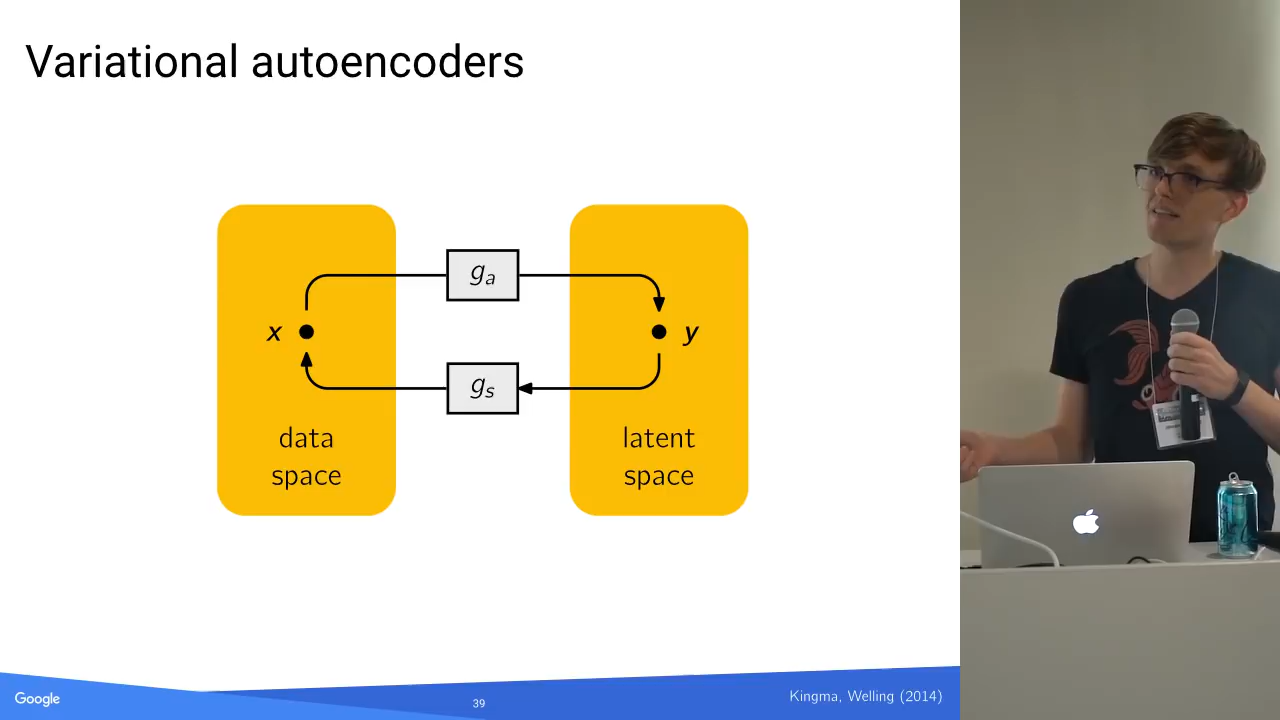 Variational autoencoders
g_a
x
y
g_s
data
space
latent
space
Google
39
Kingma, Welling (2014)